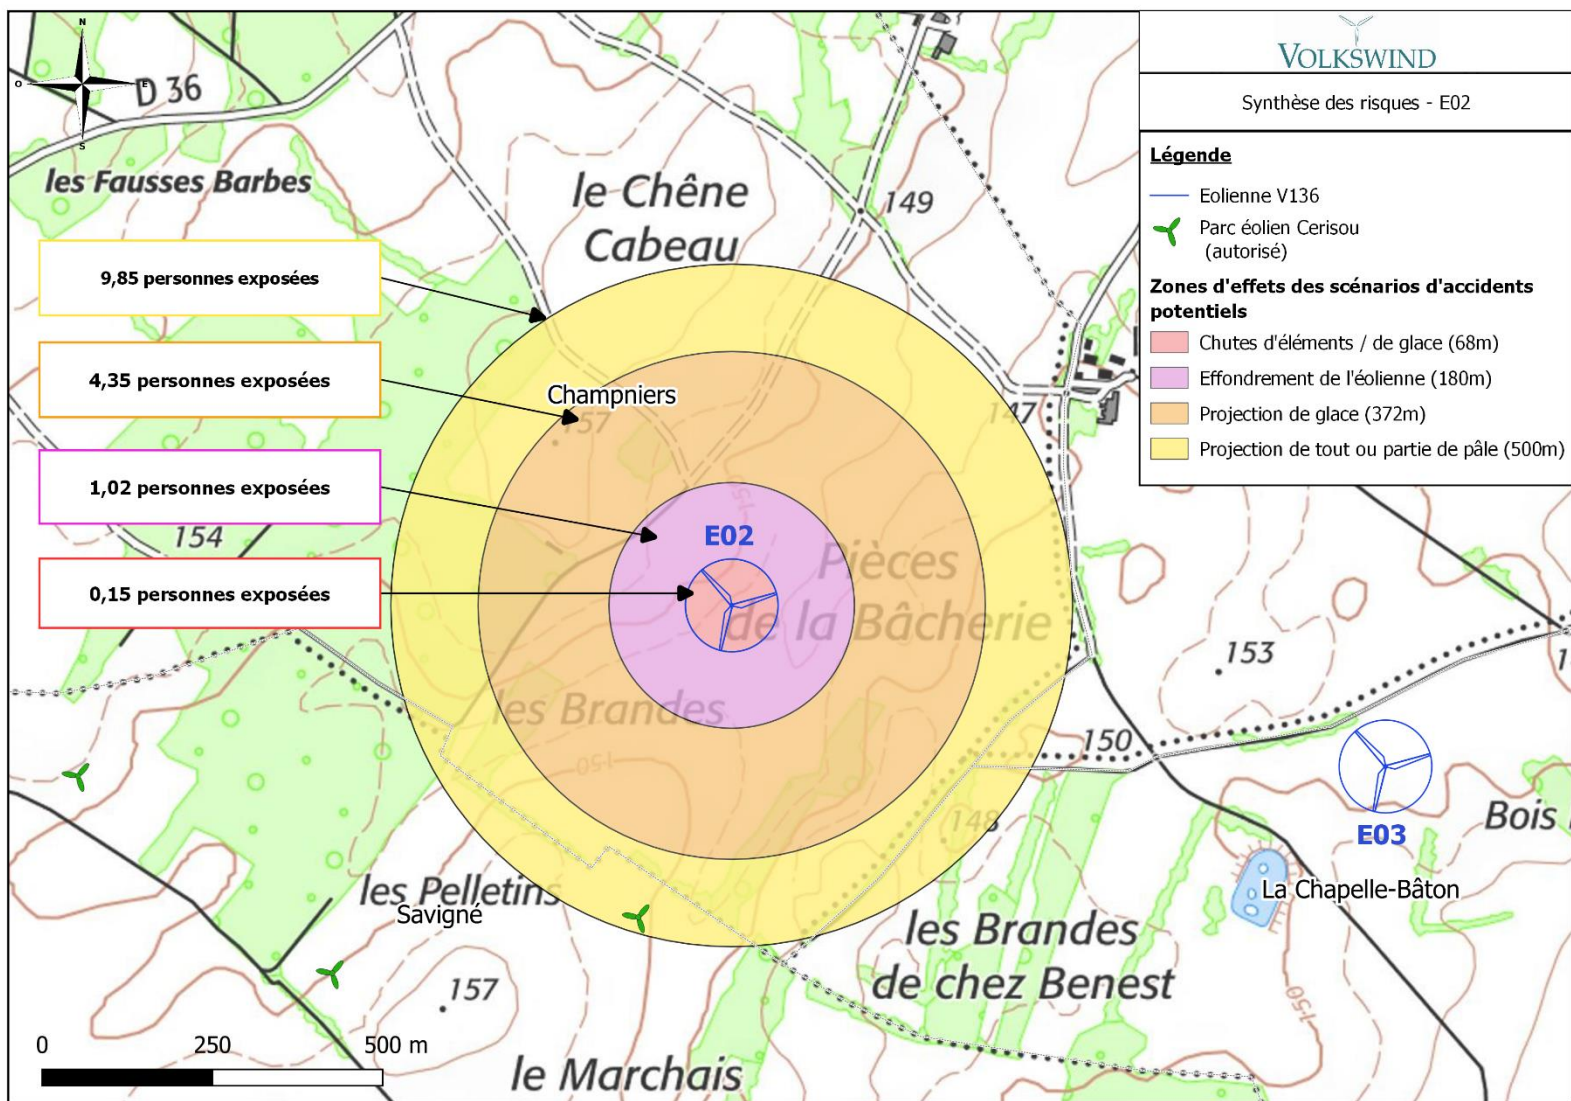 N
O
E
S
D 36
les Fausses Barbes
le Chêne
Cabeau
149
VOLKSWIND
Synthèse des risques - E02
Légende
Eolienne V136
Parc éolien Cerisou
(autorisé)
Zones d'effets des scénarios d'accidents
potentiels
Chutes d'éléments / de glace (68m)
Effondrement de l'éolienne (180m)
Projection de glace (372m)
Projection de tout ou partie de pâle (500m)
9,85 personnes exposées
4,35 personnes exposées
1,02 personnes exposées
0,15 personnes exposées
Champniers
157
147
150
154
E02
Pièces
de la Bâcherie
153
les Brandes
150
150
148
E03
Bois
La Chapelle-Bâton
les Pelletins
Savigné
les Brandes
de chez Benest
157
150
0 250 500 m
le Marchais